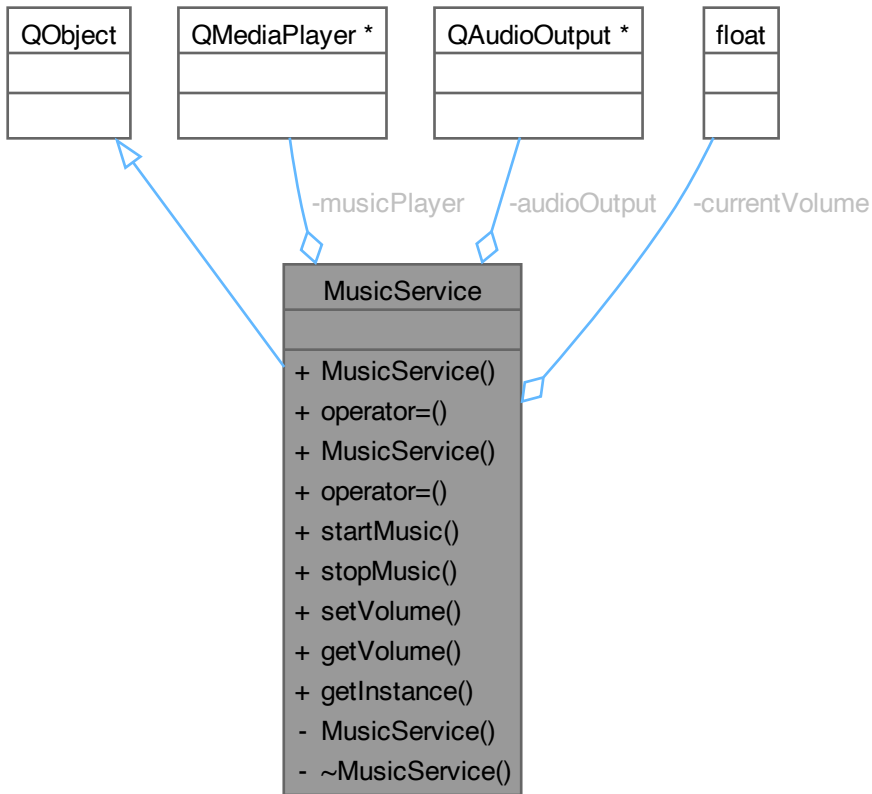 QObject
QMediaPlayer *
QAudioOutput *
float
-musicPlayer
-audioOutput
-currentVolume
MusicService
+ MusicService()
+ operator=()
+ MusicService()
+ operator=()
+ startMusic()
+ stopMusic()
+ setVolume()
+ getVolume()
+ getInstance()
- MusicService()
- ~MusicService()